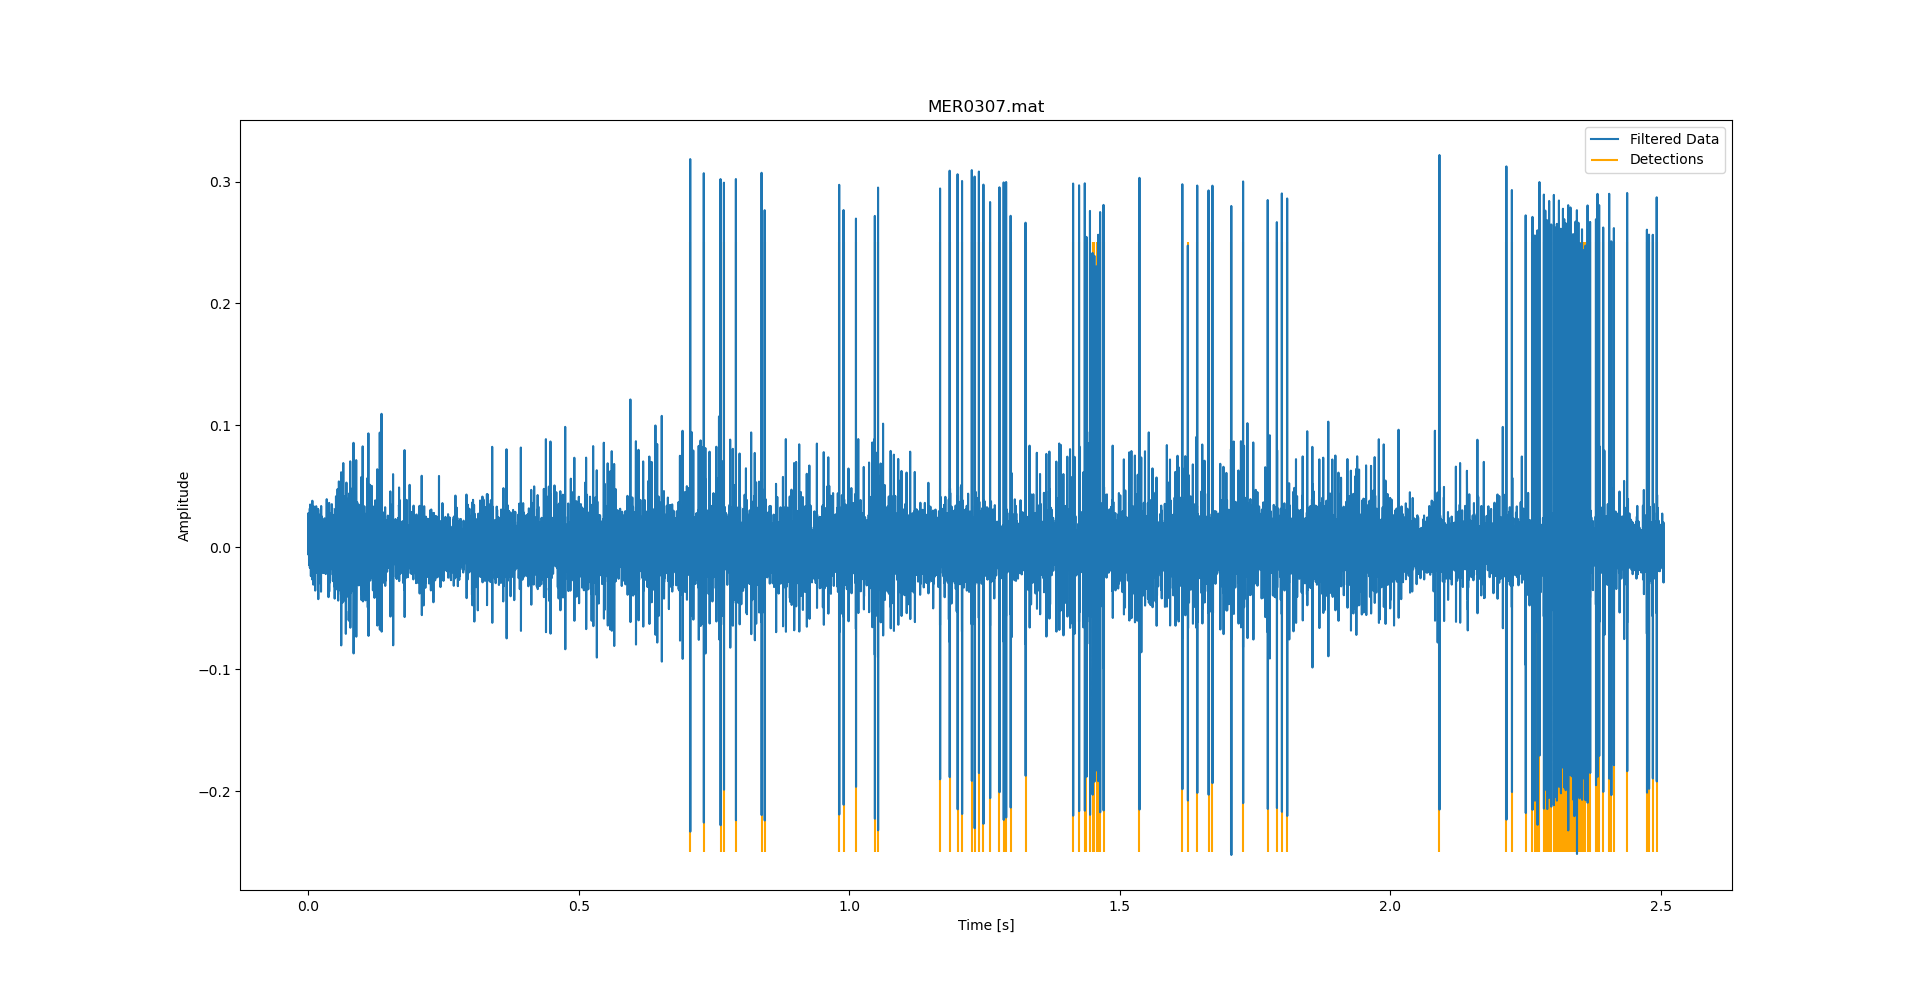 MER0307.mat
Filtered Data
Detections
0.3
0.2
0.1
0.0
−0.1
−0.2
Amplitude
0.0 0.5 1.0 1.5 2.0 2.5
Time [s]